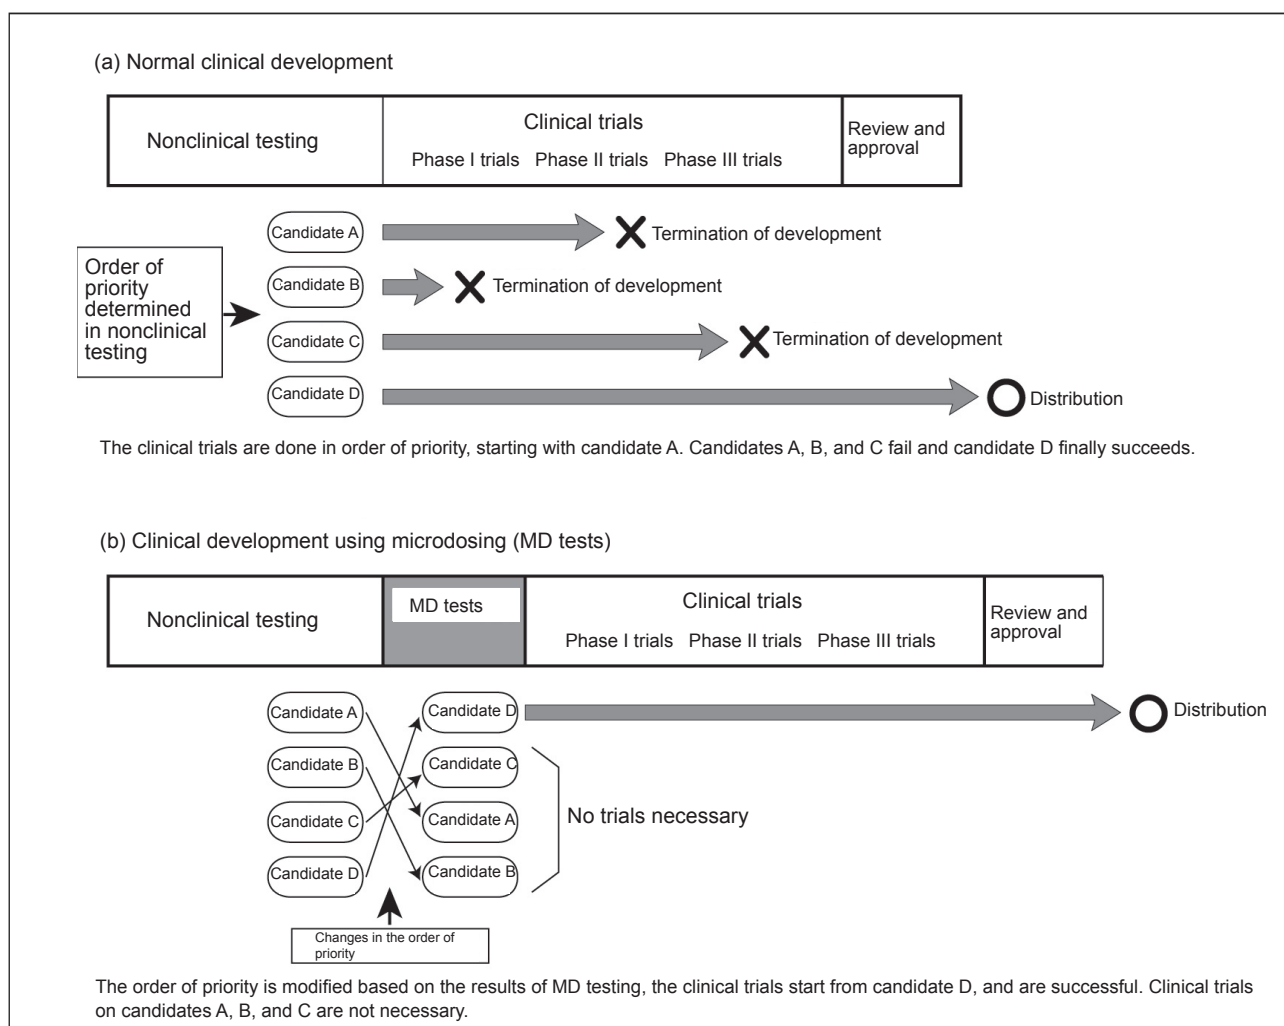 (a) Normal clinical development
Nonclinical testing
Clinical trials
Phase I trials Phase II trials Phase III trials
Review and
approval
Order of
priority
determined
in nonclinical
testing
Candidate A
Termination of development
Candidate B
Termination of development
Candidate C
Termination of development
Candidate D
Distribution
The clinical trials are done in order of priority, starting with candidate A. Candidates A, B, and C fail and candidate D finally succeeds.
(b) Clinical development using microdosing (MD tests)
Nonclinical testing
MD tests
Clinical trials
Phase I trials Phase II trials Phase III trials
Review and
approval
Candidate A
Candidate D
Distribution
Candidate B
Candidate C
Candidate C
Candidate A
No trials necessary
Candidate D
Candidate B
Changes in the order of
priority
The order of priority is modified based on the results of MD testing, the clinical trials start from candidate D, and are successful. Clinical trials
on candidates A, B, and C are not necessary.